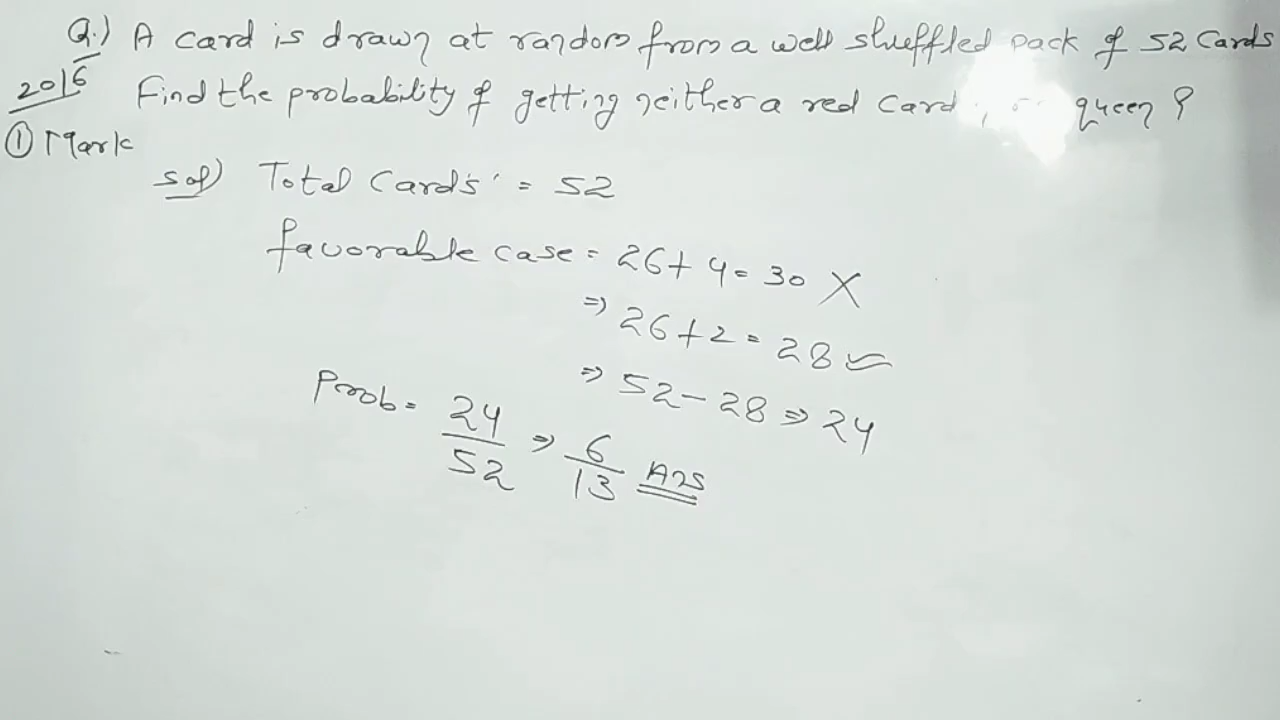 Q.) A card is drawn at random from a well shuffled pack of 52 Cards
2016 Find the probability of getting neither a red card, queen ?
① Mark
Sol) Total Cards = 52
favorable case = 26+4=30 X
⇒ 26+2=28
⇒ 52-28⇒24
Prob= 24/52 ⇒ 6/13 Ans